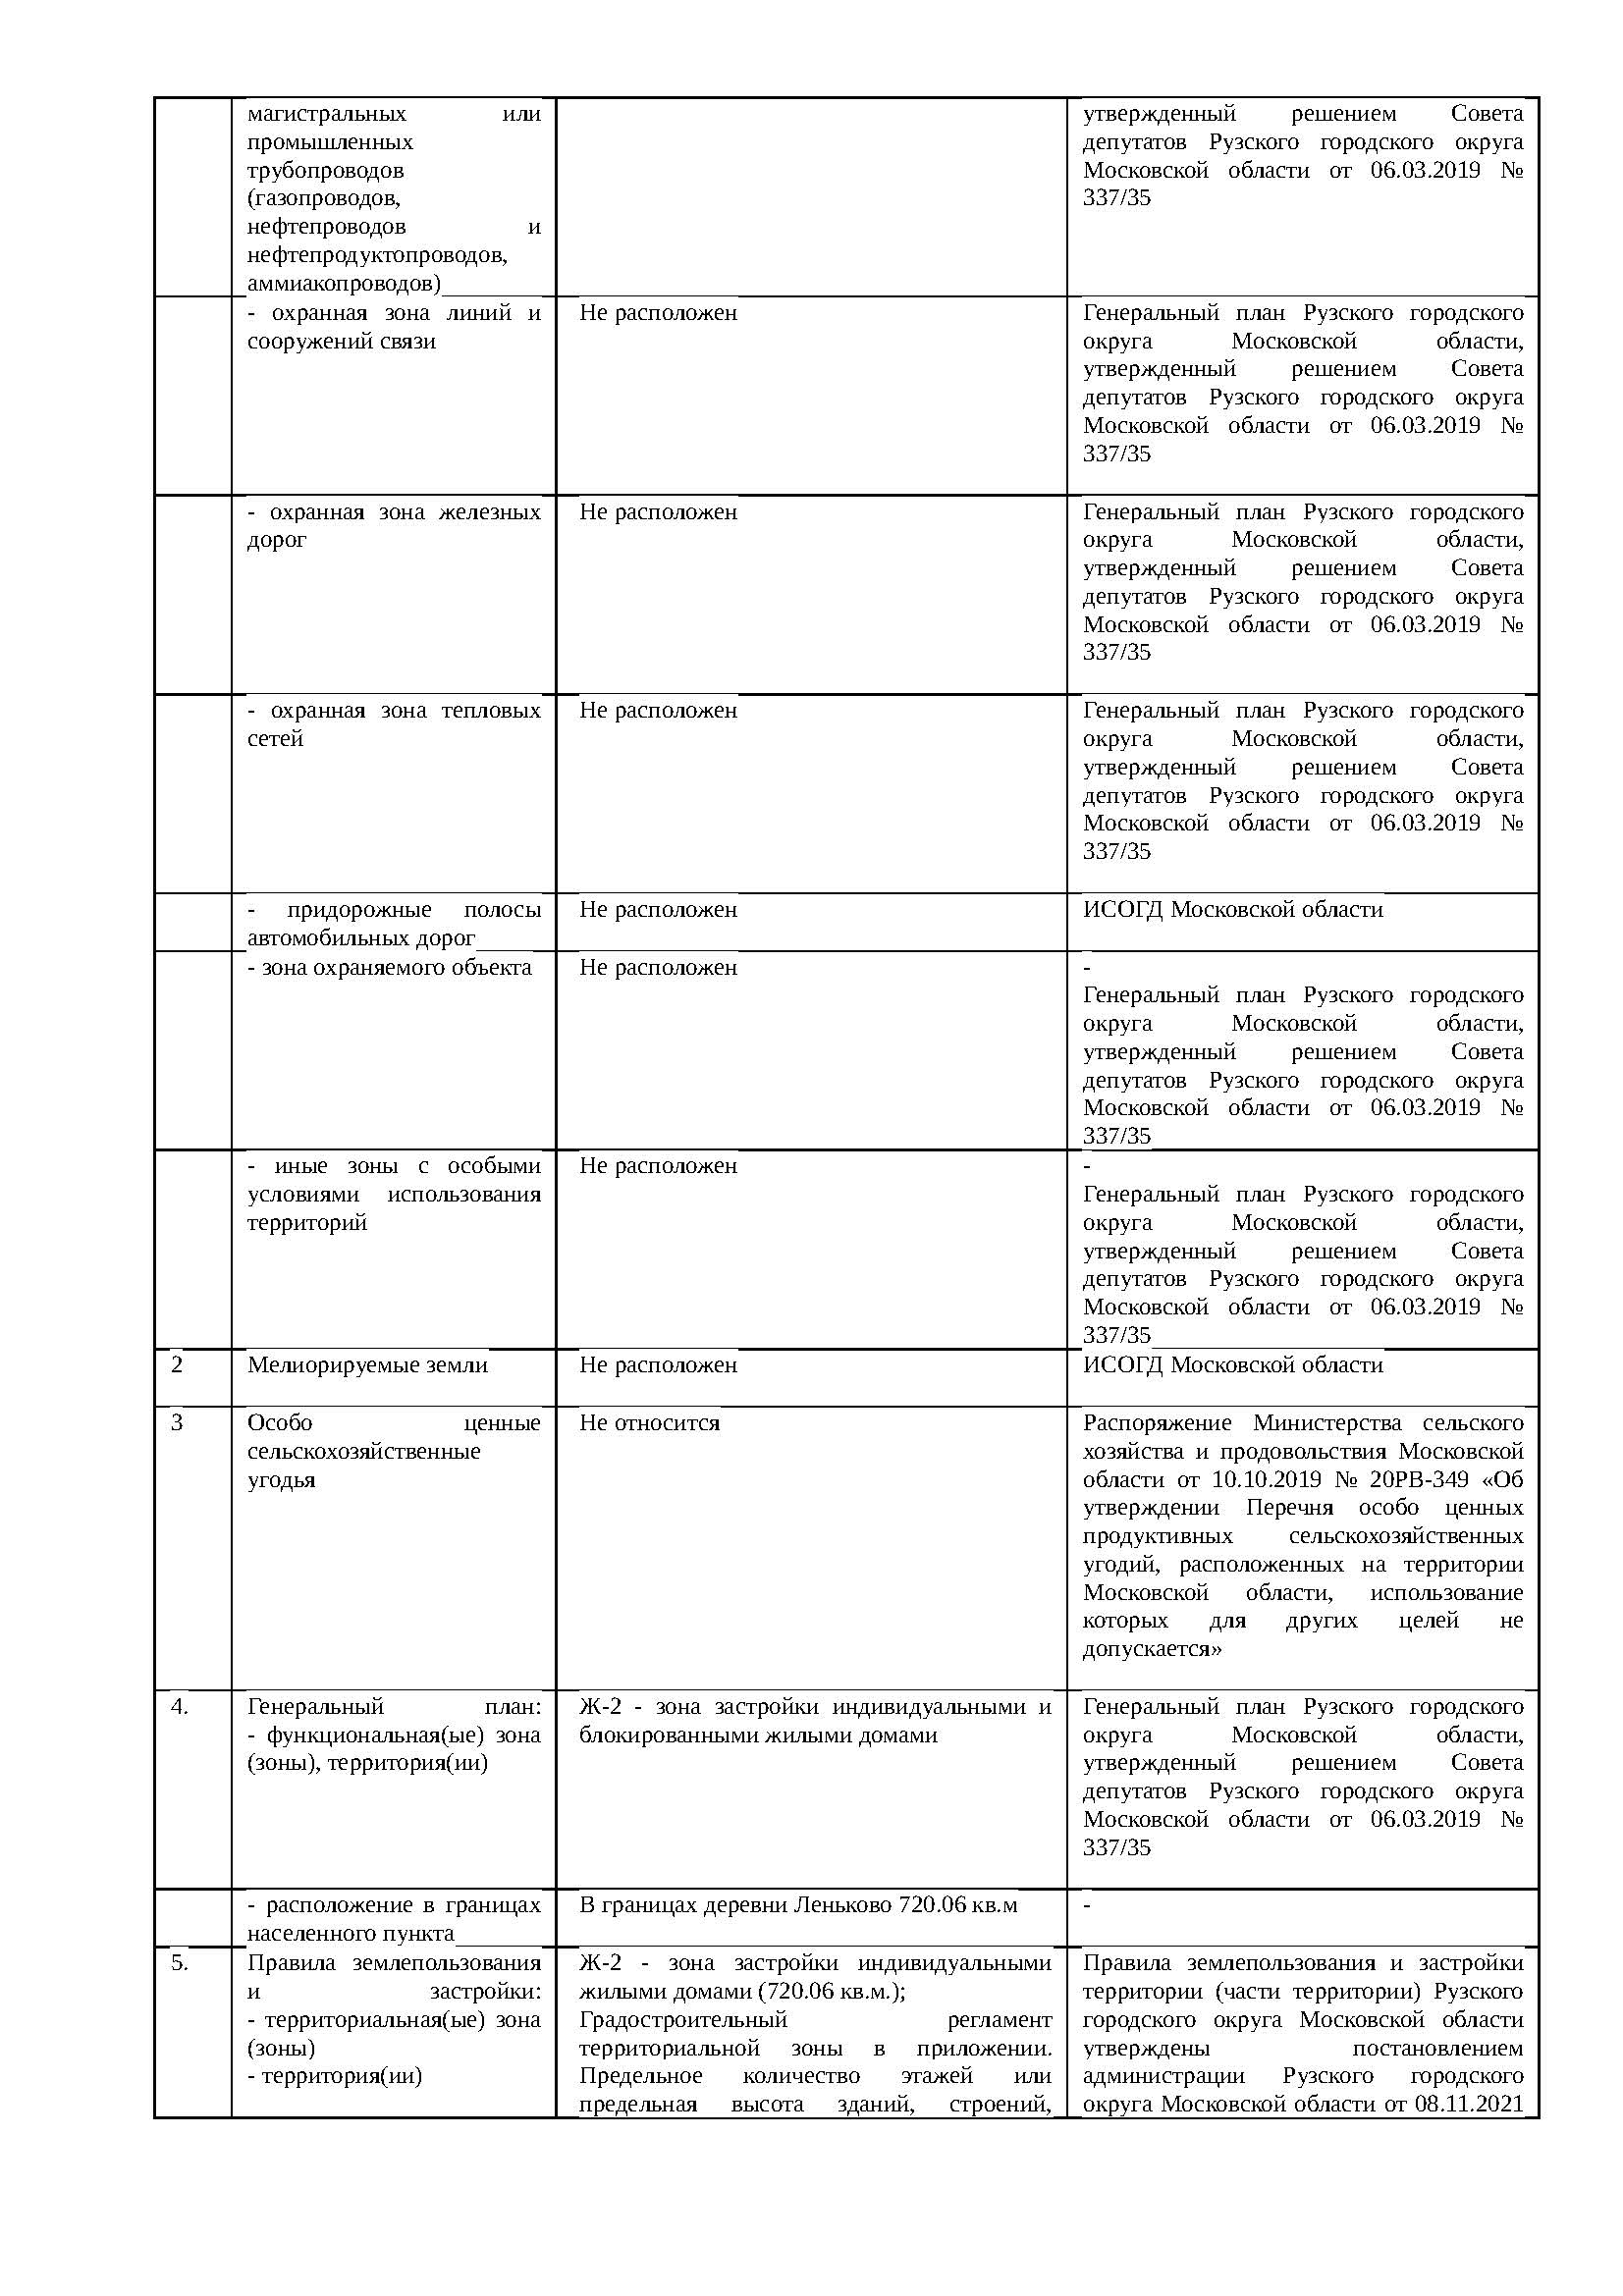 магистральных или
промышленных
трубопроводов
(газопроводов,
нефтепроводов и
нефтепродуктопроводов,
аммиакопроводов)
утвержденный решением Совета
депутатов Рузского городского округа
Московской области от 06.03.2019 №
337/35
- охранная зона линий и
сооружений связи
Не расположен
Генеральный план Рузского городского
округа Московской области,
утвержденный решением Совета
депутатов Рузского городского округа
Московской области от 06.03.2019 №
337/35
- охранная зона железных
дорог
Не расположен
Генеральный план Рузского городского
округа Московской области,
утвержденный решением Совета
депутатов Рузского городского округа
Московской области от 06.03.2019 №
337/35
- охранная зона тепловых
сетей
Не расположен
Генеральный план Рузского городского
округа Московской области,
утвержденный решением Совета
депутатов Рузского городского округа
Московской области от 06.03.2019 №
337/35
- придорожные полосы
автомобильных дорог
Не расположен
ИСОГД Московской области
- зона охраняемого объекта
Не расположен
-
Генеральный план Рузского городского
округа Московской области,
утвержденный решением Совета
депутатов Рузского городского округа
Московской области от 06.03.2019 №
337/35
- иные зоны с особыми
условиями использования
территорий
Не расположен
-
Генеральный план Рузского городского
округа Московской области,
утвержденный решением Совета
депутатов Рузского городского округа
Московской области от 06.03.2019 №
337/35
2
Мелиорируемые земли
Не расположен
ИСОГД Московской области
3
Особо ценные
сельскохозяйственные
угодья
Не относится
Распоряжение Министерства сельского
хозяйства и продовольствия Московской
области от 10.10.2019 № 20РВ-349 «Об
утверждении Перечня особо ценных
продуктивных сельскохозяйственных
угодий, расположенных на территории
Московской области, использование
которых для других целей не
допускается»
4.
Генеральный план:
- функциональная(ые) зона
(зоны), территория(ии)
Ж-2 - зона застройки индивидуальными и
блокированными жилыми домами
Генеральный план Рузского городского
округа Московской области,
утвержденный решением Совета
депутатов Рузского городского округа
Московской области от 06.03.2019 №
337/35
- расположение в границах
населенного пункта
В границах деревни Леньково 720.06 кв.м
-
5.
Правила землепользования
и застройки:
- территориальная(ые) зона
(зоны)
- территория(ии)
Ж-2 - зона застройки индивидуальными
жилыми домами (720.06 кв.м.);
Градостроительный регламент
территориальной зоны в приложении.
Предельное количество этажей или
предельная высота зданий, строений,
Правила землепользования и застройки
территории (части территории) Рузского
городского округа Московской области
утверждены постановлением
администрации Рузского городского
округа Московской области от 08.11.2021